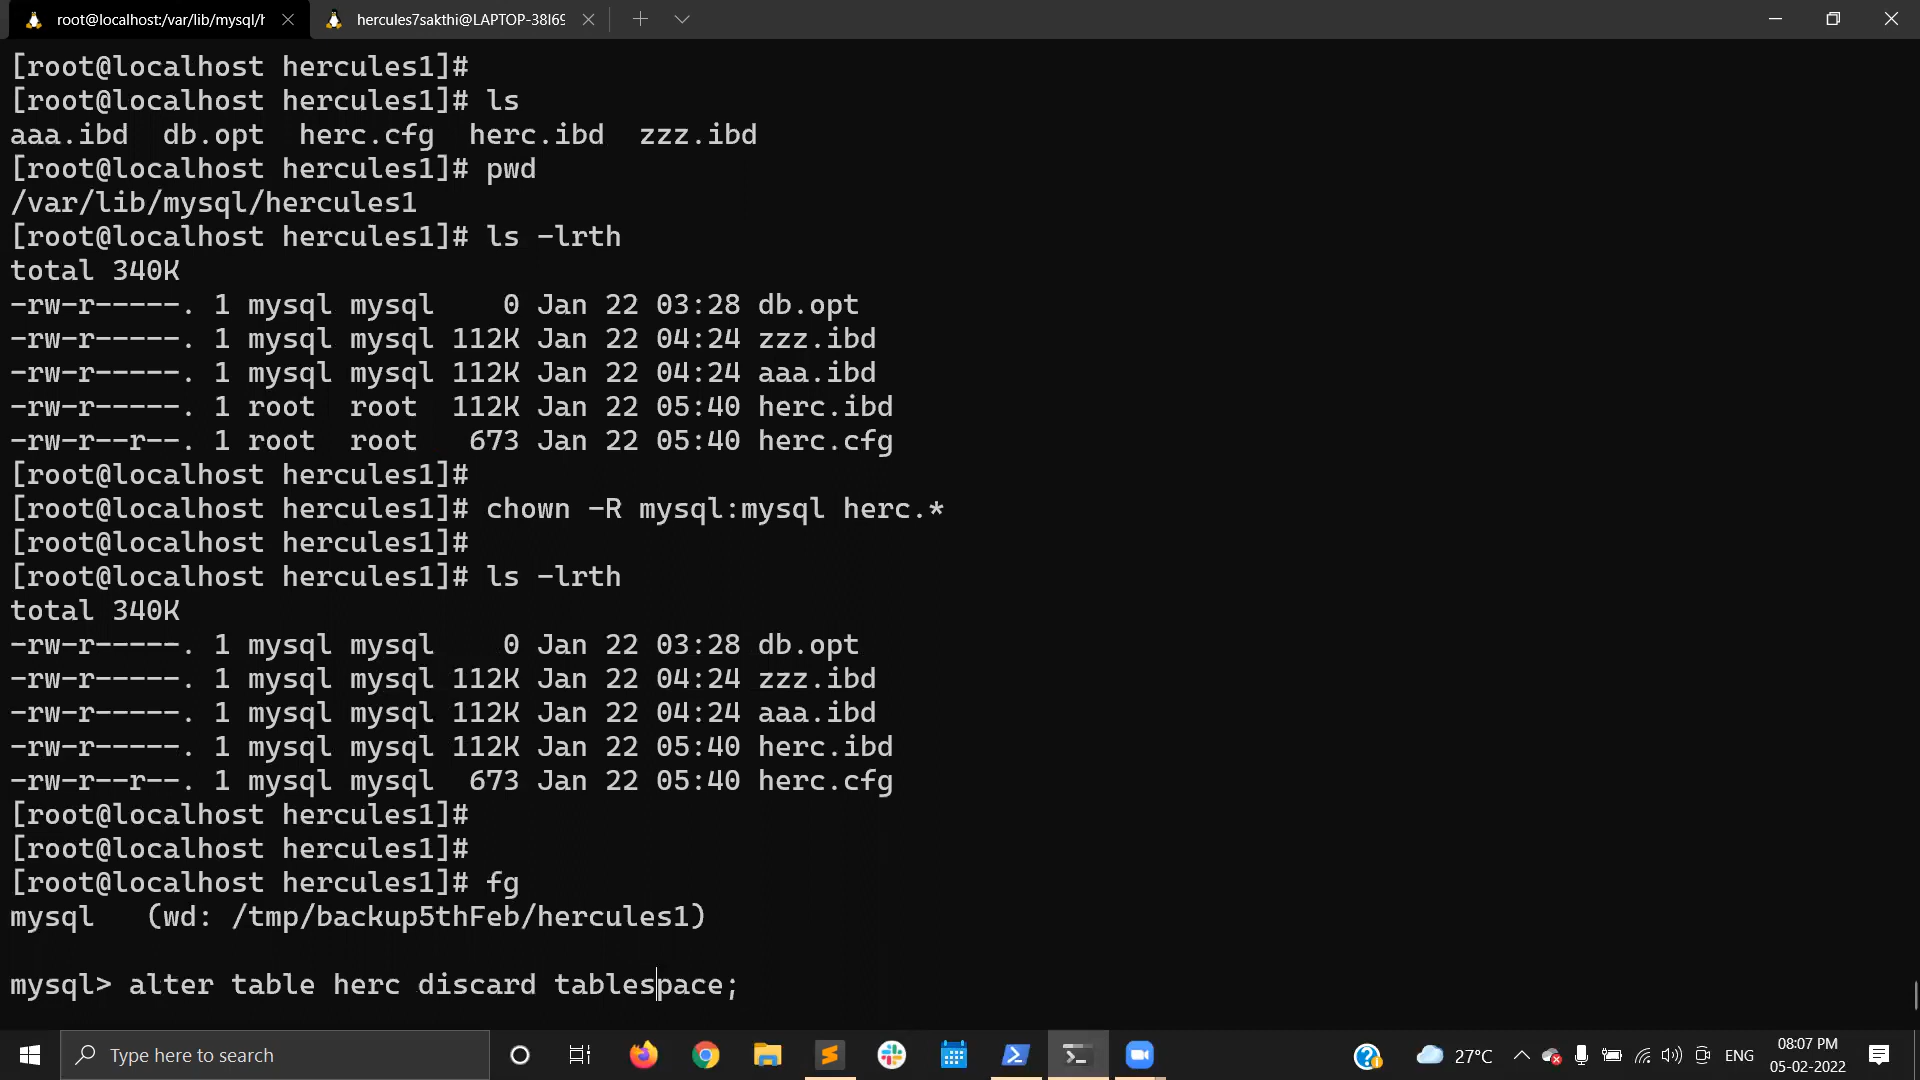 root@localhost:/var/lib/mysql/h
hercules7sakthi@LAPTOP-38I69
[root@localhost hercules1]#
[root@localhost hercules1]# ls
aaa.ibd  db.opt  herc.cfg  herc.ibd  zzz.ibd
[root@localhost hercules1]# pwd
/var/lib/mysql/hercules1
[root@localhost hercules1]# ls -lrth
total 340K
-rw-r-----. 1 mysql mysql    0 Jan 22 03:28 db.opt
-rw-r-----. 1 mysql mysql 112K Jan 22 04:24 zzz.ibd
-rw-r-----. 1 mysql mysql 112K Jan 22 04:24 aaa.ibd
-rw-r-----. 1 root  root  112K Jan 22 05:40 herc.ibd
-rw-r--r--. 1 root  root   673 Jan 22 05:40 herc.cfg
[root@localhost hercules1]#
[root@localhost hercules1]# chown -R mysql:mysql herc.*
[root@localhost hercules1]#
[root@localhost hercules1]# ls -lrth
total 340K
-rw-r-----. 1 mysql mysql    0 Jan 22 03:28 db.opt
-rw-r-----. 1 mysql mysql 112K Jan 22 04:24 zzz.ibd
-rw-r-----. 1 mysql mysql 112K Jan 22 04:24 aaa.ibd
-rw-r-----. 1 mysql mysql 112K Jan 22 05:40 herc.ibd
-rw-r--r--. 1 mysql mysql  673 Jan 22 05:40 herc.cfg
[root@localhost hercules1]#
[root@localhost hercules1]#
[root@localhost hercules1]# fg
mysql   (wd: /tmp/backup5thFeb/hercules1)
mysql> alter table herc discard tablespace;
Type here to search
27°C
ENG
08:07 PM
05-02-2022